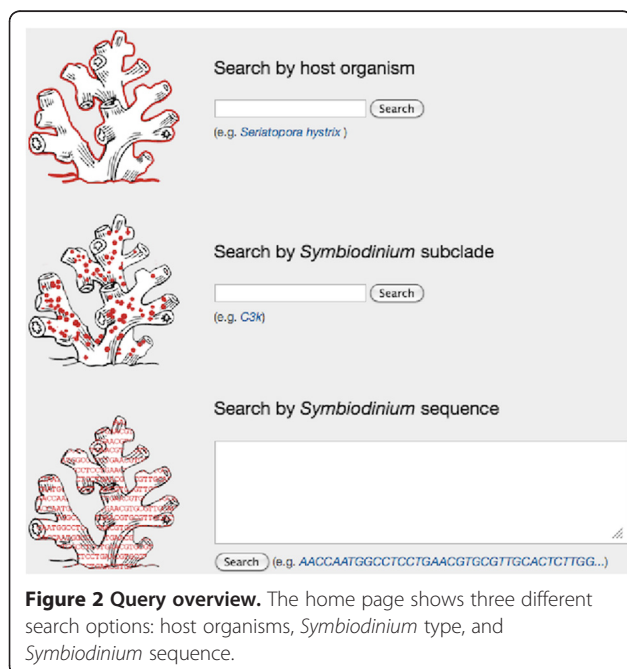 Search by host organism
Search
(e.g. Seriatopora hystrix )
Search by Symbiodinium subclade
Search
(e.g. C3k)
Search by Symbiodinium sequence
Search (e.g. AACCAATGGCCTCCTGAACGTGCGTTGCACTCTTGG...)
Figure 2 Query overview. The home page shows three different
search options: host organisms, Symbiodinium type, and
Symbiodinium sequence.